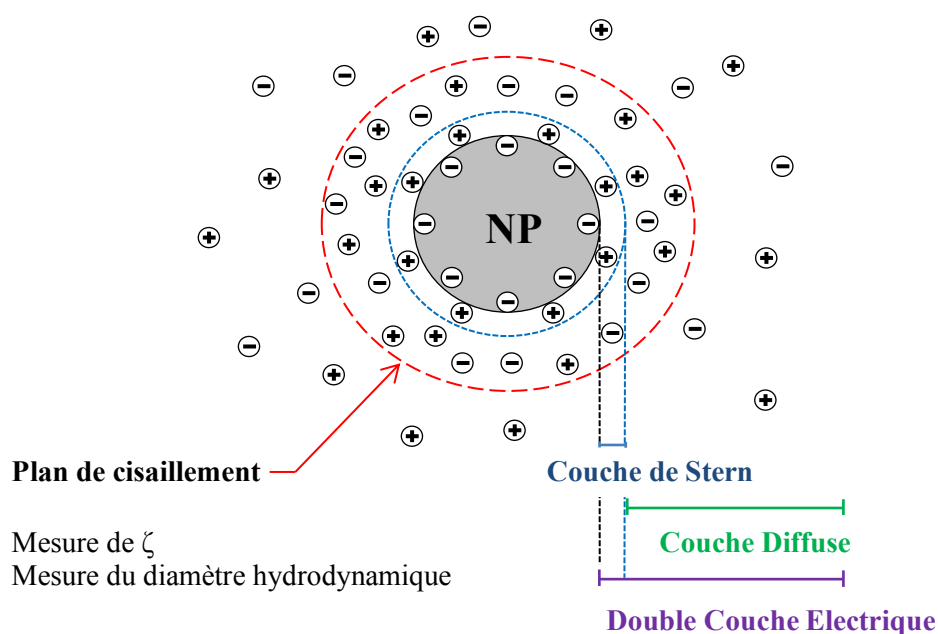 NP
Plan de cisaillement
Couche de Stern
Mesure de ζ
Couche Diffuse
Mesure du diamètre hydrodynamique
Double Couche Electrique